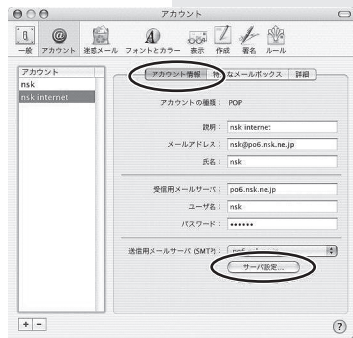 アカウント
一般 アカウント 迷惑メール フォントとカラー 表示 作成 署名 ルール
アカウント
nsk
nsk internet
アカウント情報 特 なメールボックス 詳細
アカウントの種類： POP
説明： nsk interne:
メールアドレス： nsk@po6.nsk.ne.jp
氏名： nsk
受信用メールサーバ： po6.nsk.ne.jp
ユーザ名： nsk
パスワード： ••••••
送信用メールサーバ (SMTP)：
サーバ設定...
+ - ?